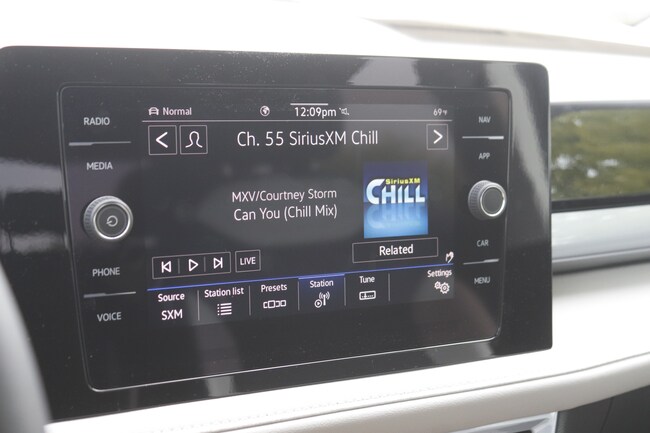 RADIO
MEDIA
PHONE
VOICE
Normal
12:09pm
69°F
Ch. 55 SiriusXM Chill
MXV/Courtney Storm
Can You (Chill Mix)
SiriusXM
CHILL
Related
LIVE
Source
SXM
Station list
Presets
Station
Tune
Settings
NAV
APP
CAR
MENU